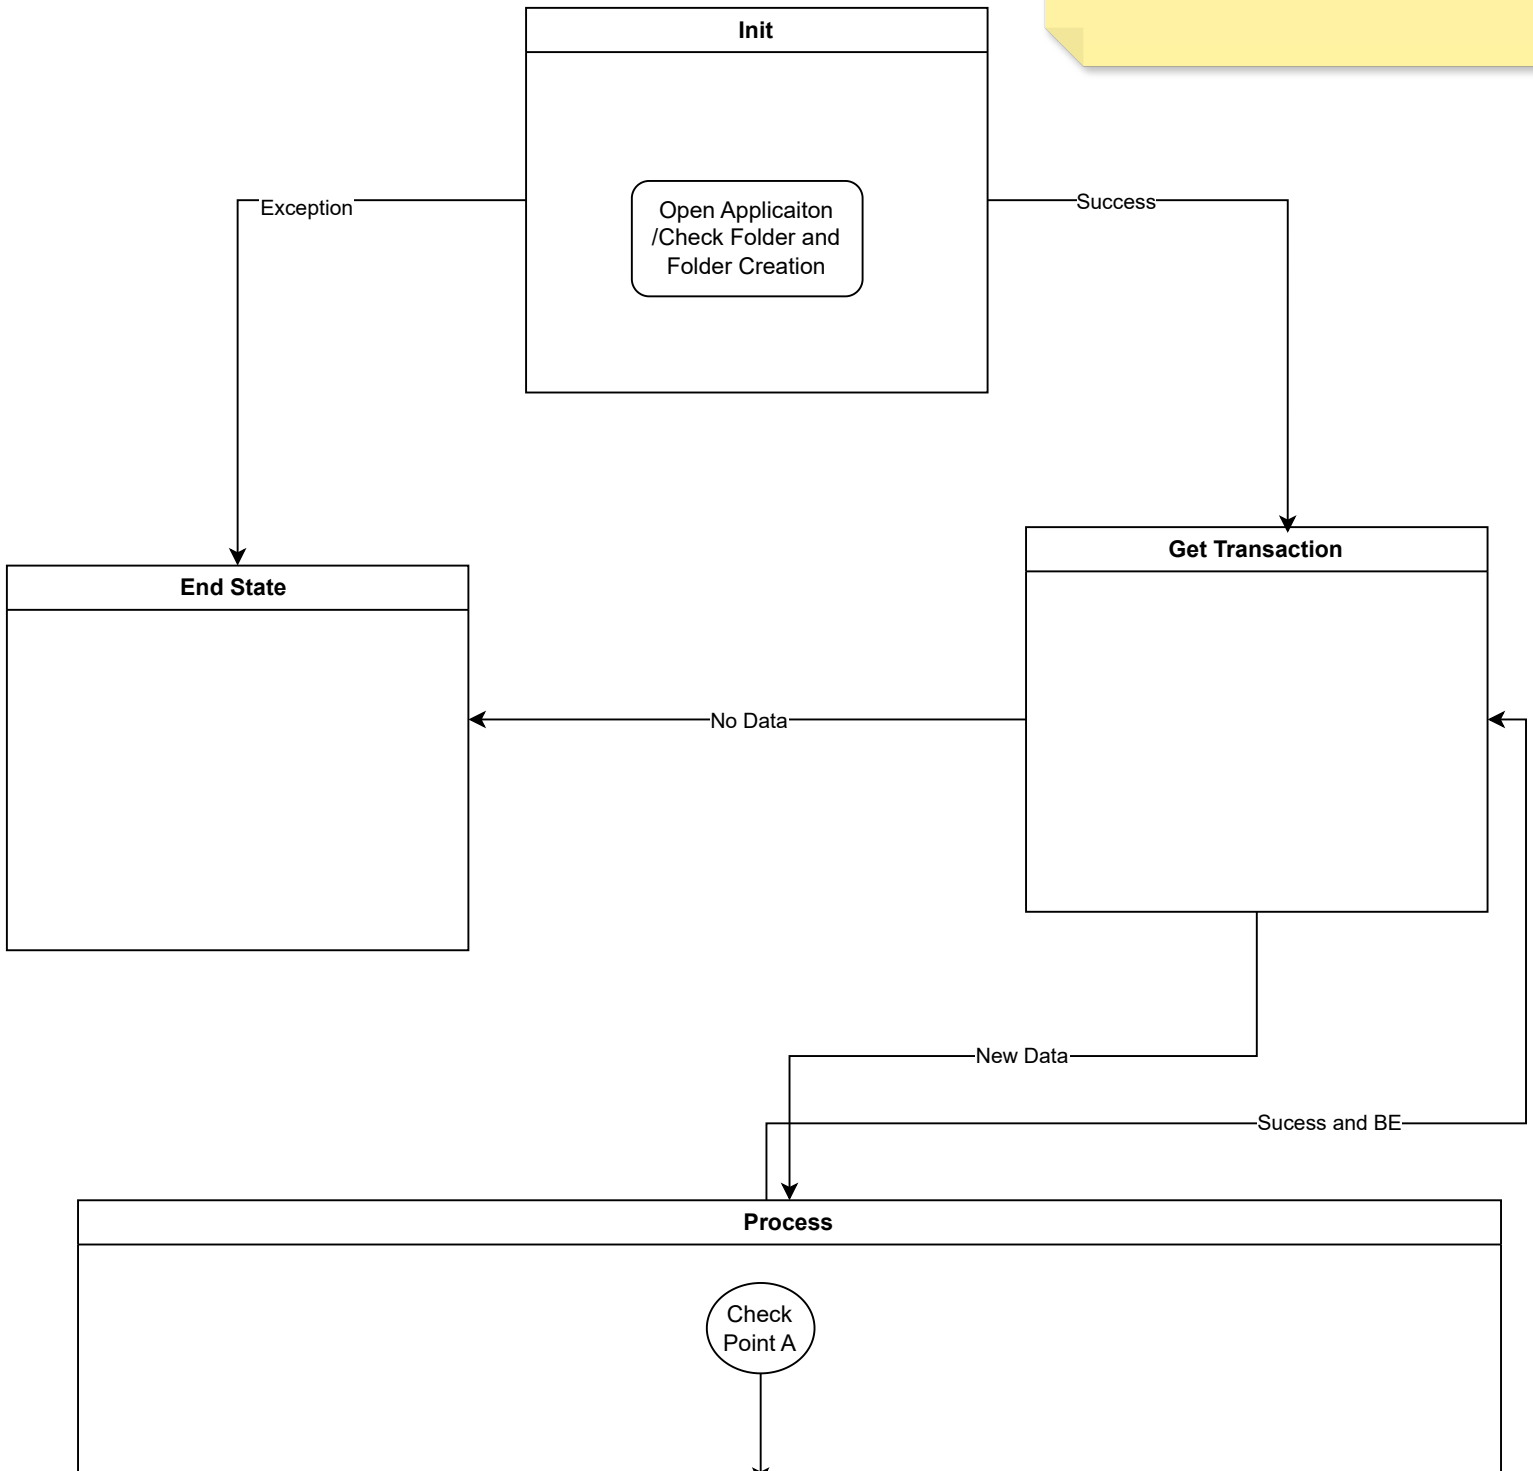 Init
Exception
Success
Open Applicaiton
/Check Folder and
Folder Creation
Get Transaction
End State
No Data
New Data
Sucess and BE
Process
Check
Point A